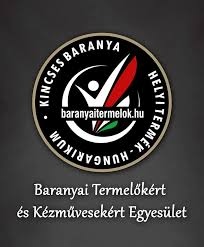 KINCSES BARANYA
HELYI TERMÉK - HUNGARIKUM
baranyaitermelok.hu
Baranyai Termelőkért
és Kézművesekért Egyesület